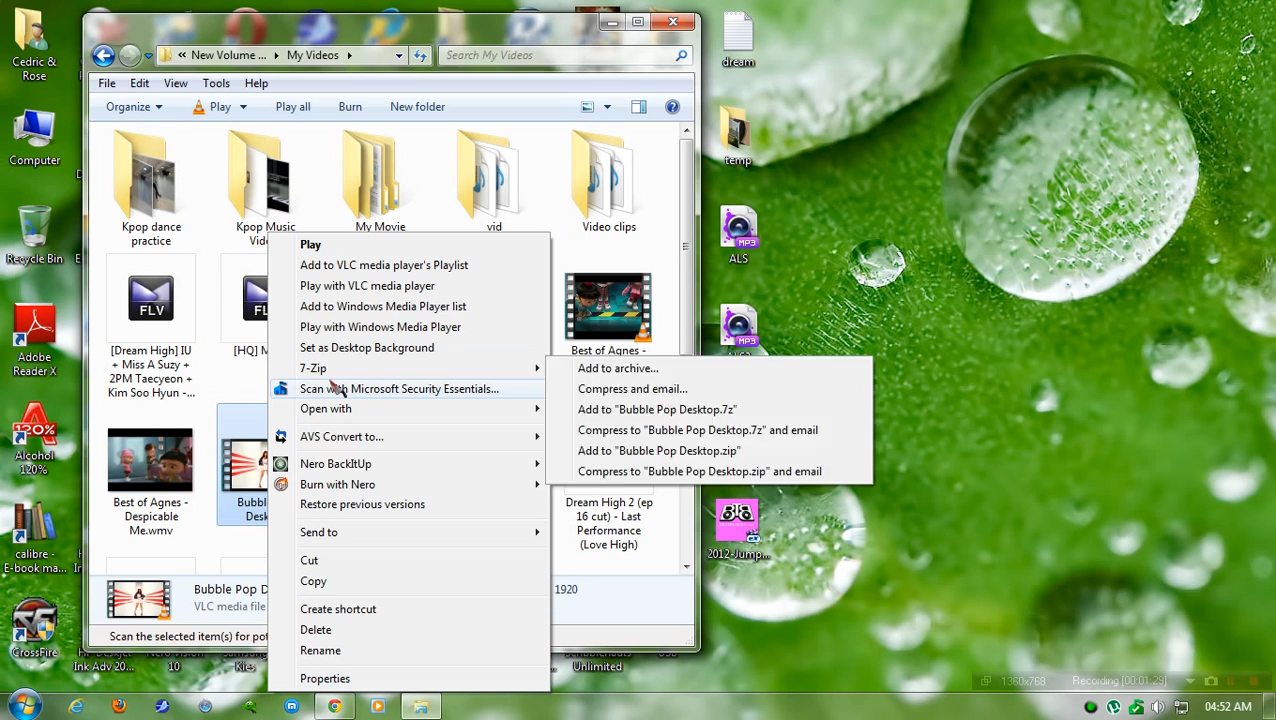 Cedric &
Rose
Computer
Recycle Bin
Adobe
Reader X
Alcohol
120%
calibre -
E-book ma...
CrossFire
« New Volume ...
My Videos
Search My Videos
File
Edit
View
Tools
Help
Organize
Play
Play all
Burn
New folder
Kpop dance
practice
Kpop Music
My Movie
vid
Video clips
FLV
FLV
[Dream High] IU
+ Miss A Suzy +
2PM Taecyeon +
Kim Soo Hyun -...
Best of Agnes -
Best of Agnes -
Despicable
Me.wmv
Dream High 2 (ep
16 cut) - Last
Performance
(Love High)
Bubble Pop D
VLC media file
1920
Scan the selected item(s) for pot
Play
Add to VLC media player's Playlist
Play with VLC media player
Add to Windows Media Player list
Play with Windows Media Player
Set as Desktop Background
7-Zip
Scan with Microsoft Security Essentials...
Open with
AVS Convert to...
Nero BackItUp
Burn with Nero
Restore previous versions
Send to
Cut
Copy
Create shortcut
Delete
Rename
Properties
Add to archive...
Compress and email...
Add to "Bubble Pop Desktop.7z"
Compress to "Bubble Pop Desktop.7z" and email
Add to "Bubble Pop Desktop.zip"
Compress to "Bubble Pop Desktop.zip" and email
dream
temp
MP3
ALS
MP3
2012-Jump...
Ink Adv 20...
10
Kies
Unlimited
1360x768
Recording [00:01:29]
04:52 AM